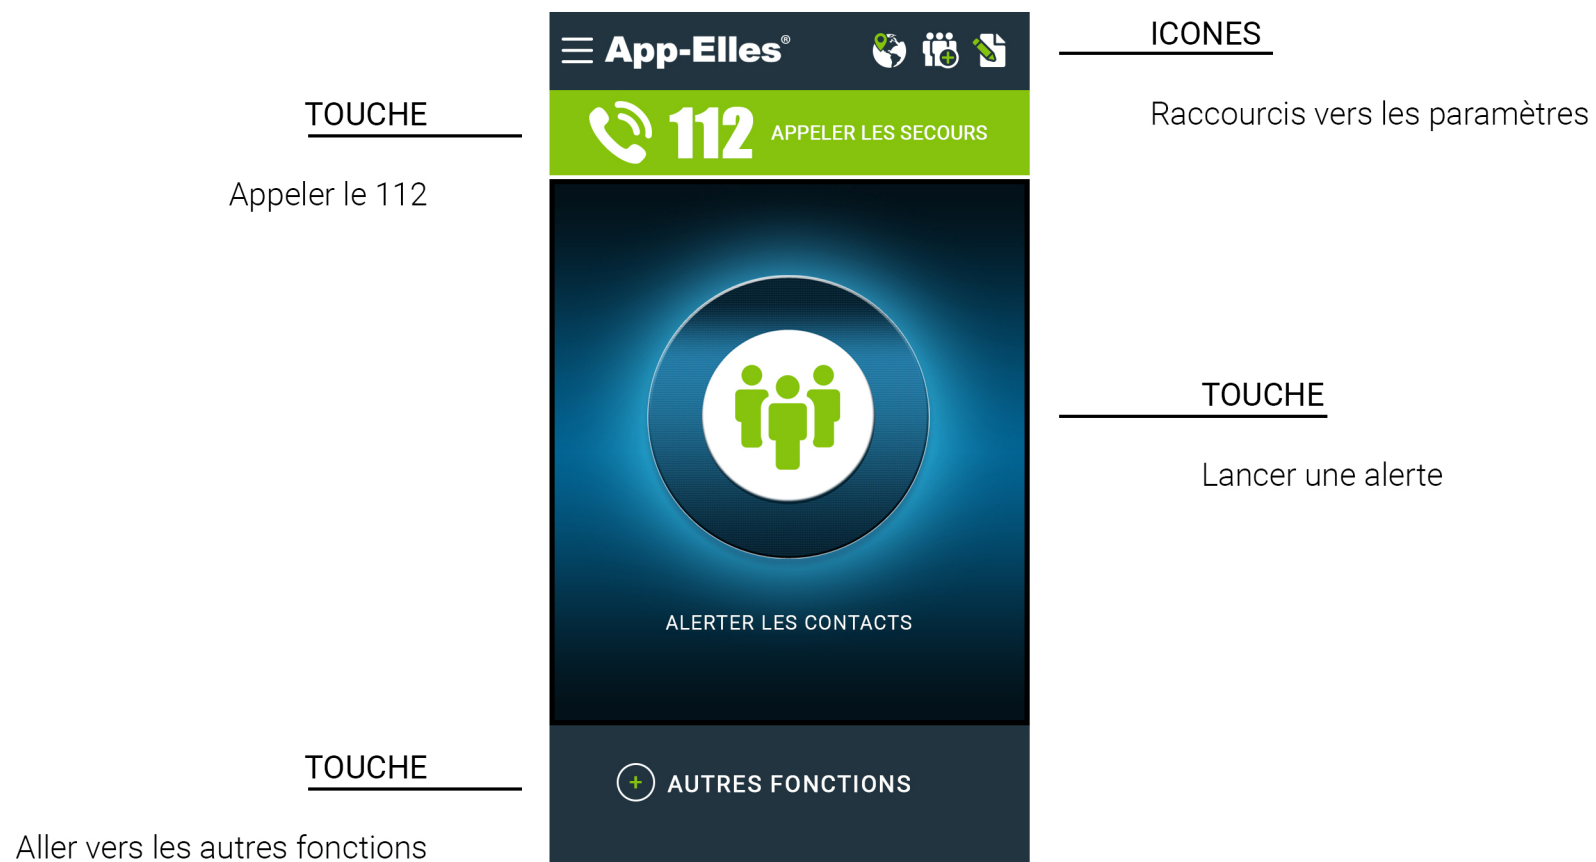 App-Elles®
ICONES
Raccourcis vers les paramètres
TOUCHE
Appeler le 112
112 APPELER LES SECOURS
TOUCHE
Lancer une alerte
ALERTER LES CONTACTS
TOUCHE
Aller vers les autres fonctions
+ AUTRES FONCTIONS